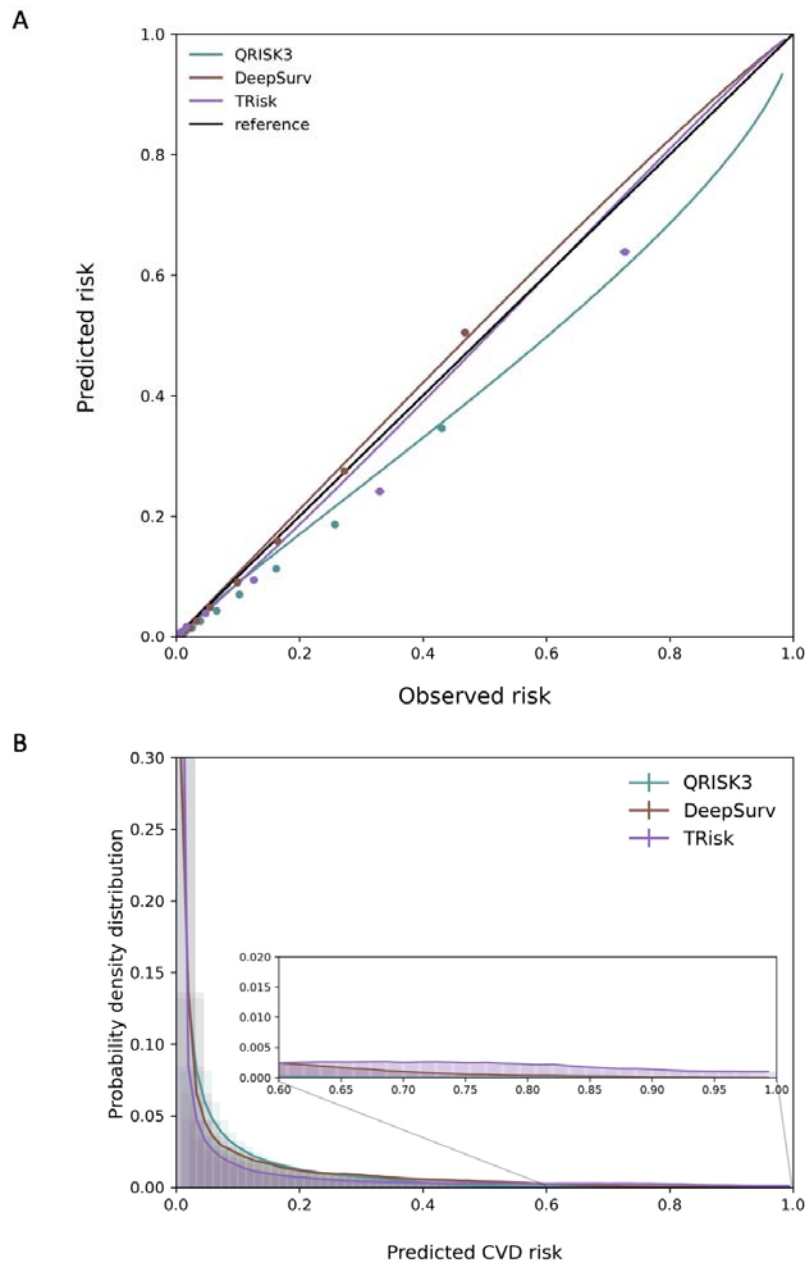 A
1.0
QRISK3
DeepSurv
TRisk
reference
0.8
0.6
0.4
0.2
0.0
Predicted risk
0.0 0.2 0.4 0.6 0.8 1.0
Observed risk
B
0.30
QRISK3
DeepSurv
TRisk
0.25
0.20
0.15
0.10
0.05
0.00
Probability density distribution
0.020
0.015
0.010
0.005
0.000
0.60 0.65 0.70 0.75 0.80 0.85 0.90 0.95 1.00
0.0 0.2 0.4 0.6 0.8 1.0
Predicted CVD risk